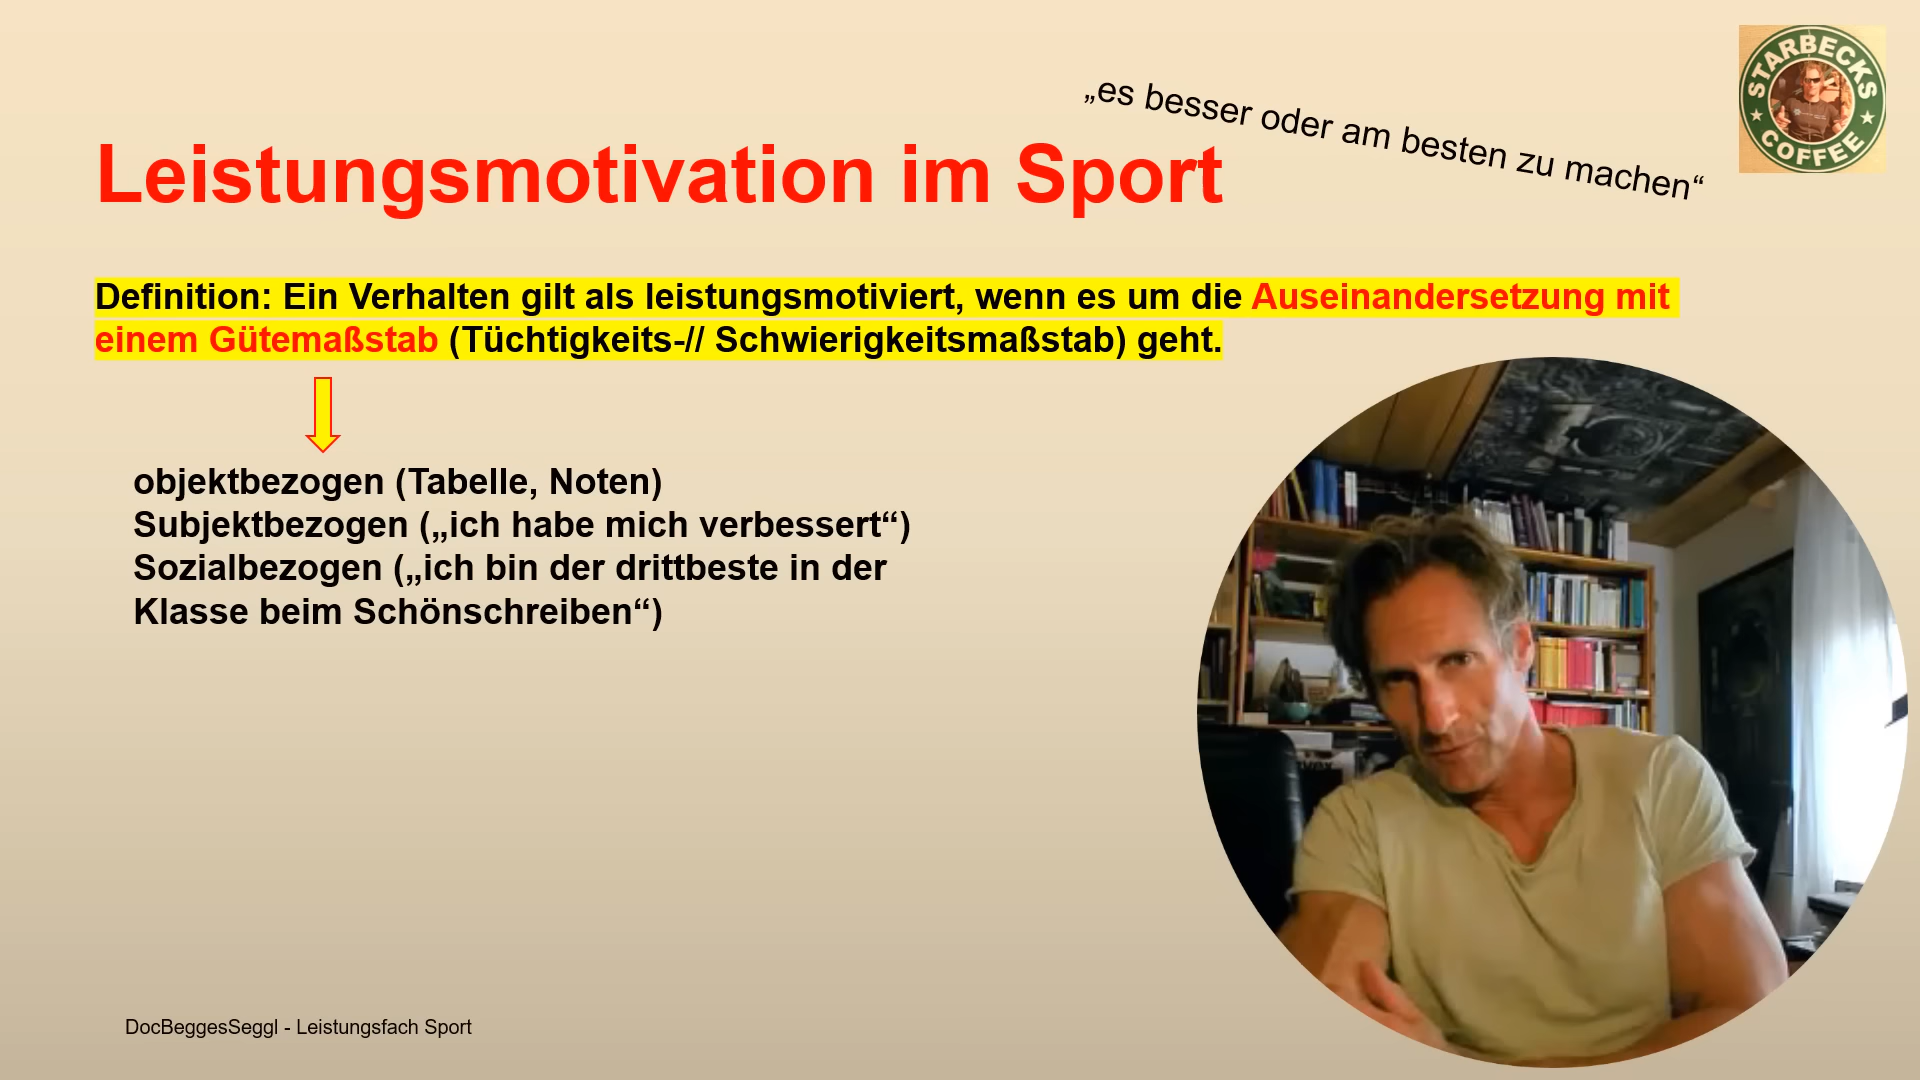 STARBECKS
COFFEE
„es besser oder am besten zu machen“
Leistungsmotivation im Sport
Definition: Ein Verhalten gilt als leistungsmotiviert, wenn es um die Auseinandersetzung mit
einem Gütemaßstab (Tüchtigkeits-// Schwierigkeitsmaßstab) geht.
objektbezogen (Tabelle, Noten)
Subjektbezogen („ich habe mich verbessert“)
Sozialbezogen („ich bin der drittbeste in der
Klasse beim Schönschreiben“)
DocBeggesSeggl - Leistungsfach Sport